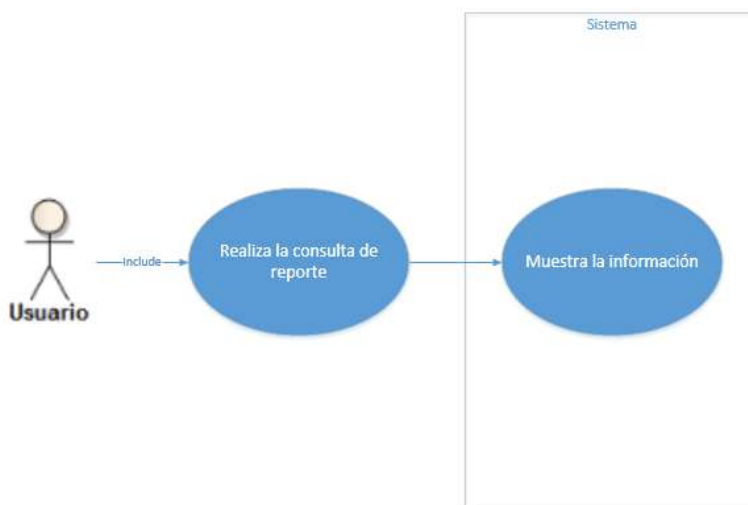 Sistema
Realiza la consulta de
reporte
Include
Muestra la información
Usuario